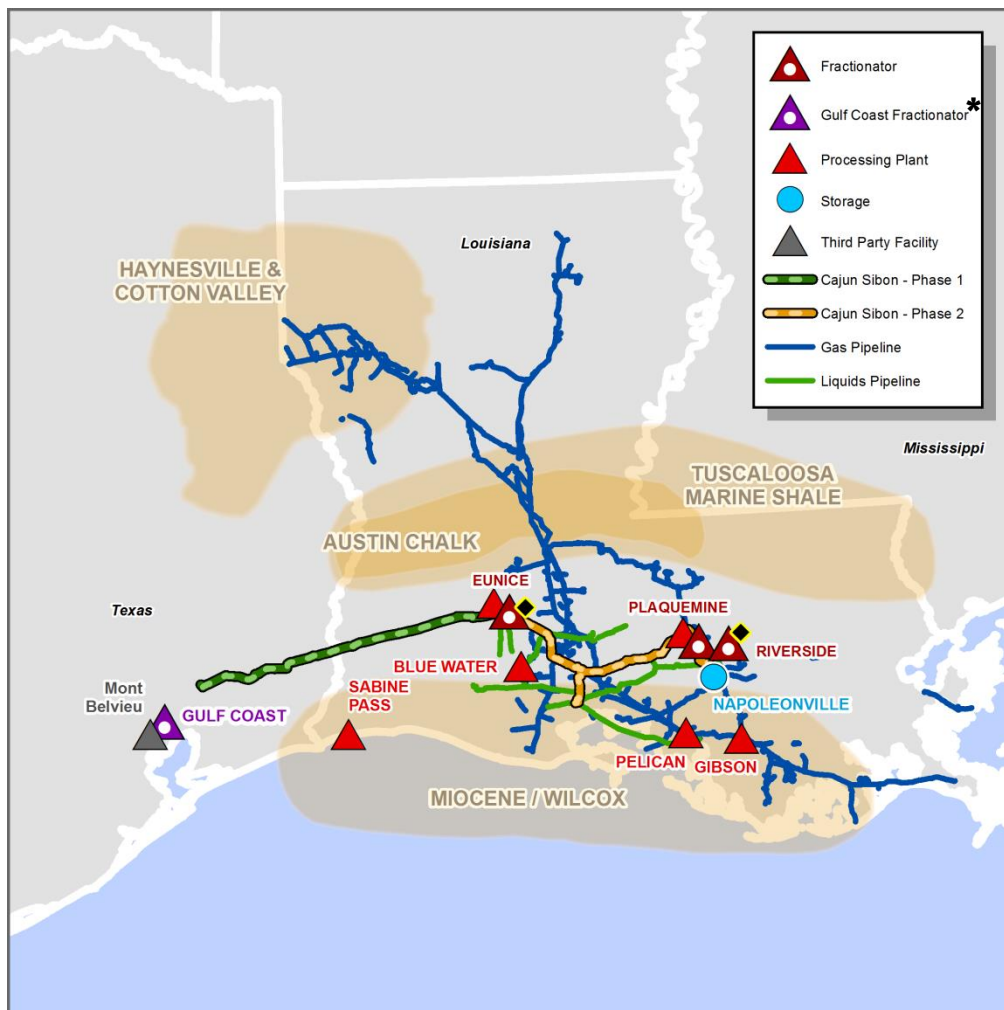 Fractionator
Gulf Coast Fractionator*
Processing Plant
Storage
Third Party Facility
Cajun Sibon - Phase 1
Cajun Sibon - Phase 2
Gas Pipeline
Liquids Pipeline
Louisiana
HAYNESVILLE &
COTTON VALLEY
Mississippi
TUSCALOOSA
MARINE SHALE
AUSTIN CHALK
EUNICE
Texas
PLAQUEMINE
RIVERSIDE
BLUE WATER
SABINE
PASS
Mont
Belvieu
GULF COAST
NAPOLEONVILLE
PELICAN
GIBSON
MIOCENE / WILCOX